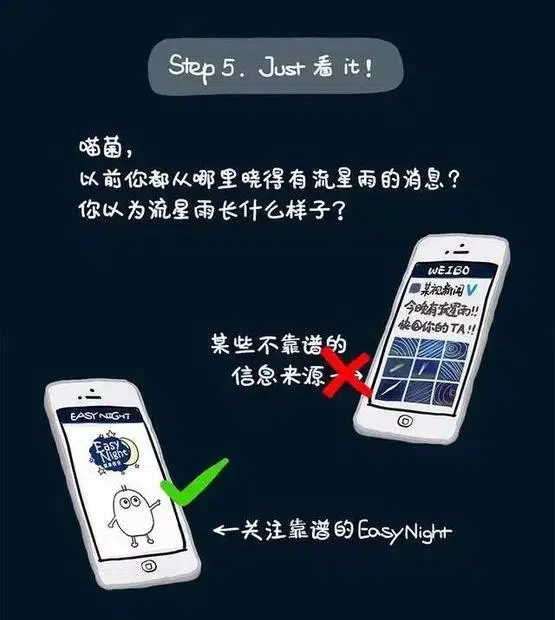 Step 5. Just 看 it!
喵菌,
以前你都从哪里晓得有流星雨的消息?
你以为流星雨长什么样子?
WEIBO
某视新闻 V
今晚有流星雨!!
快@你的TA!!
某些不靠谱的
信息来源→
EASY NIGHT
Easy
Night
←关注靠谱的EasyNight